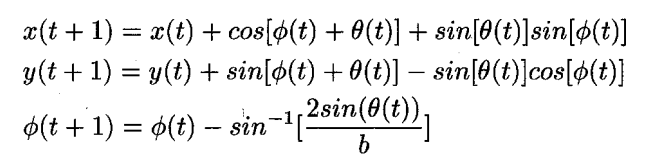 x(t + 1) = x(t) + cos[ϕ(t) + θ(t)] + sin[θ(t)]sin[ϕ(t)]
y(t + 1) = y(t) + sin[ϕ(t) + θ(t)] − sin[θ(t)]cos[ϕ(t)]
ϕ(t + 1) = ϕ(t) − sin⁻¹[2sin(θ(t))/b]